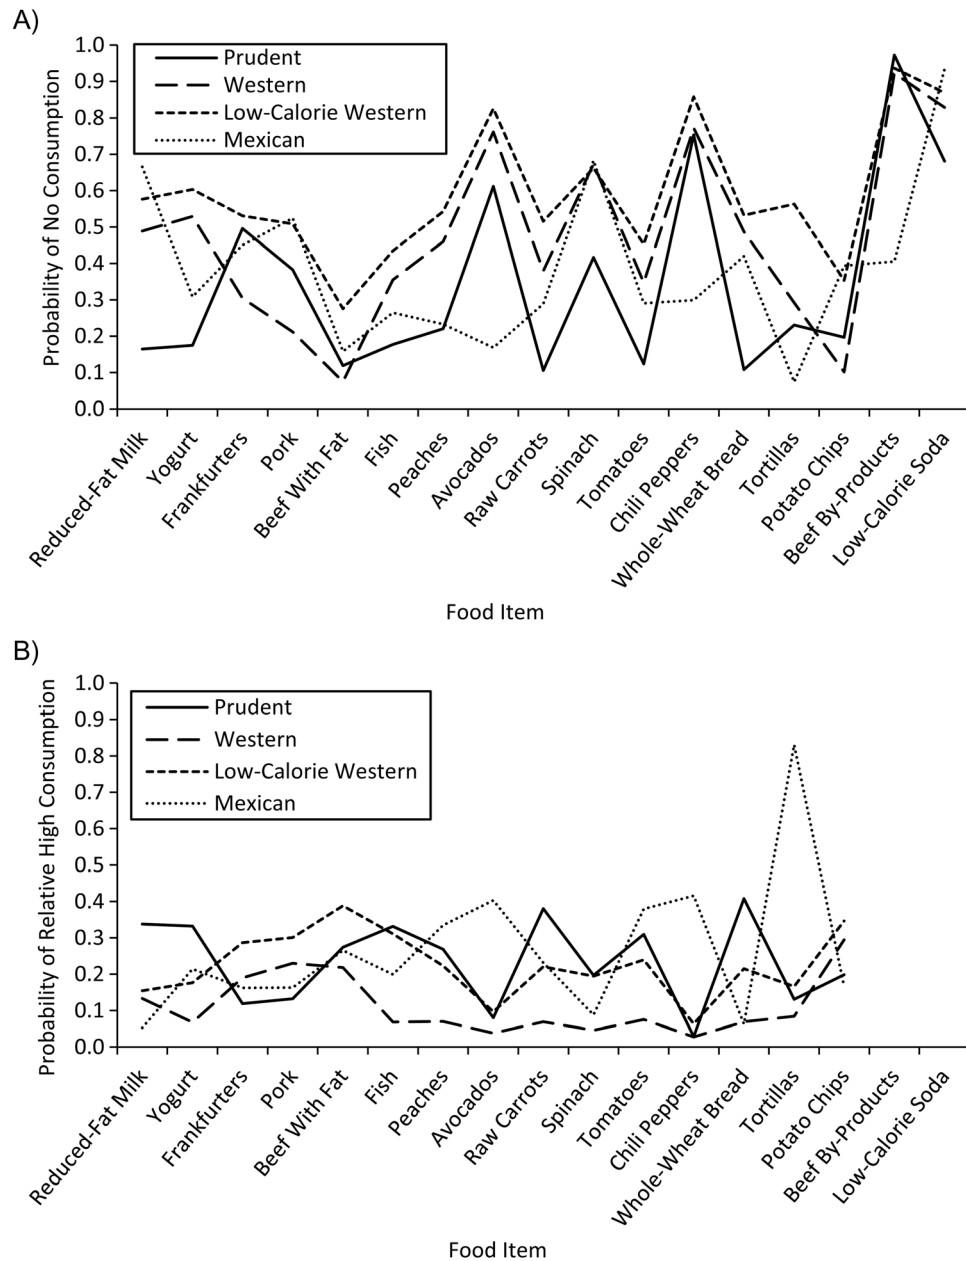 A)
Probability of No Consumption
1.0
0.9
0.8
0.7
0.6
0.5
0.4
0.3
0.2
0.1
0.0
Prudent
Western
Low-Calorie Western
Mexican
Reduced-Fat Milk
Yogurt
Frankfurters
Pork
Beef With Fat
Fish
Peaches
Avocados
Raw Carrots
Spinach
Tomatoes
Chili Peppers
Whole-Wheat Bread
Tortillas
Potato Chips
Beef By-Products
Low-Calorie Soda
Food Item
B)
Probability of Relative High Consumption
1.0
0.9
0.8
0.7
0.6
0.5
0.4
0.3
0.2
0.1
0.0
Prudent
Western
Low-Calorie Western
Mexican
Reduced-Fat Milk
Yogurt
Frankfurters
Pork
Beef With Fat
Fish
Peaches
Avocados
Raw Carrots
Spinach
Tomatoes
Chili Peppers
Whole-Wheat Bread
Tortillas
Potato Chips
Beef By-Products
Low-Calorie Soda
Food Item